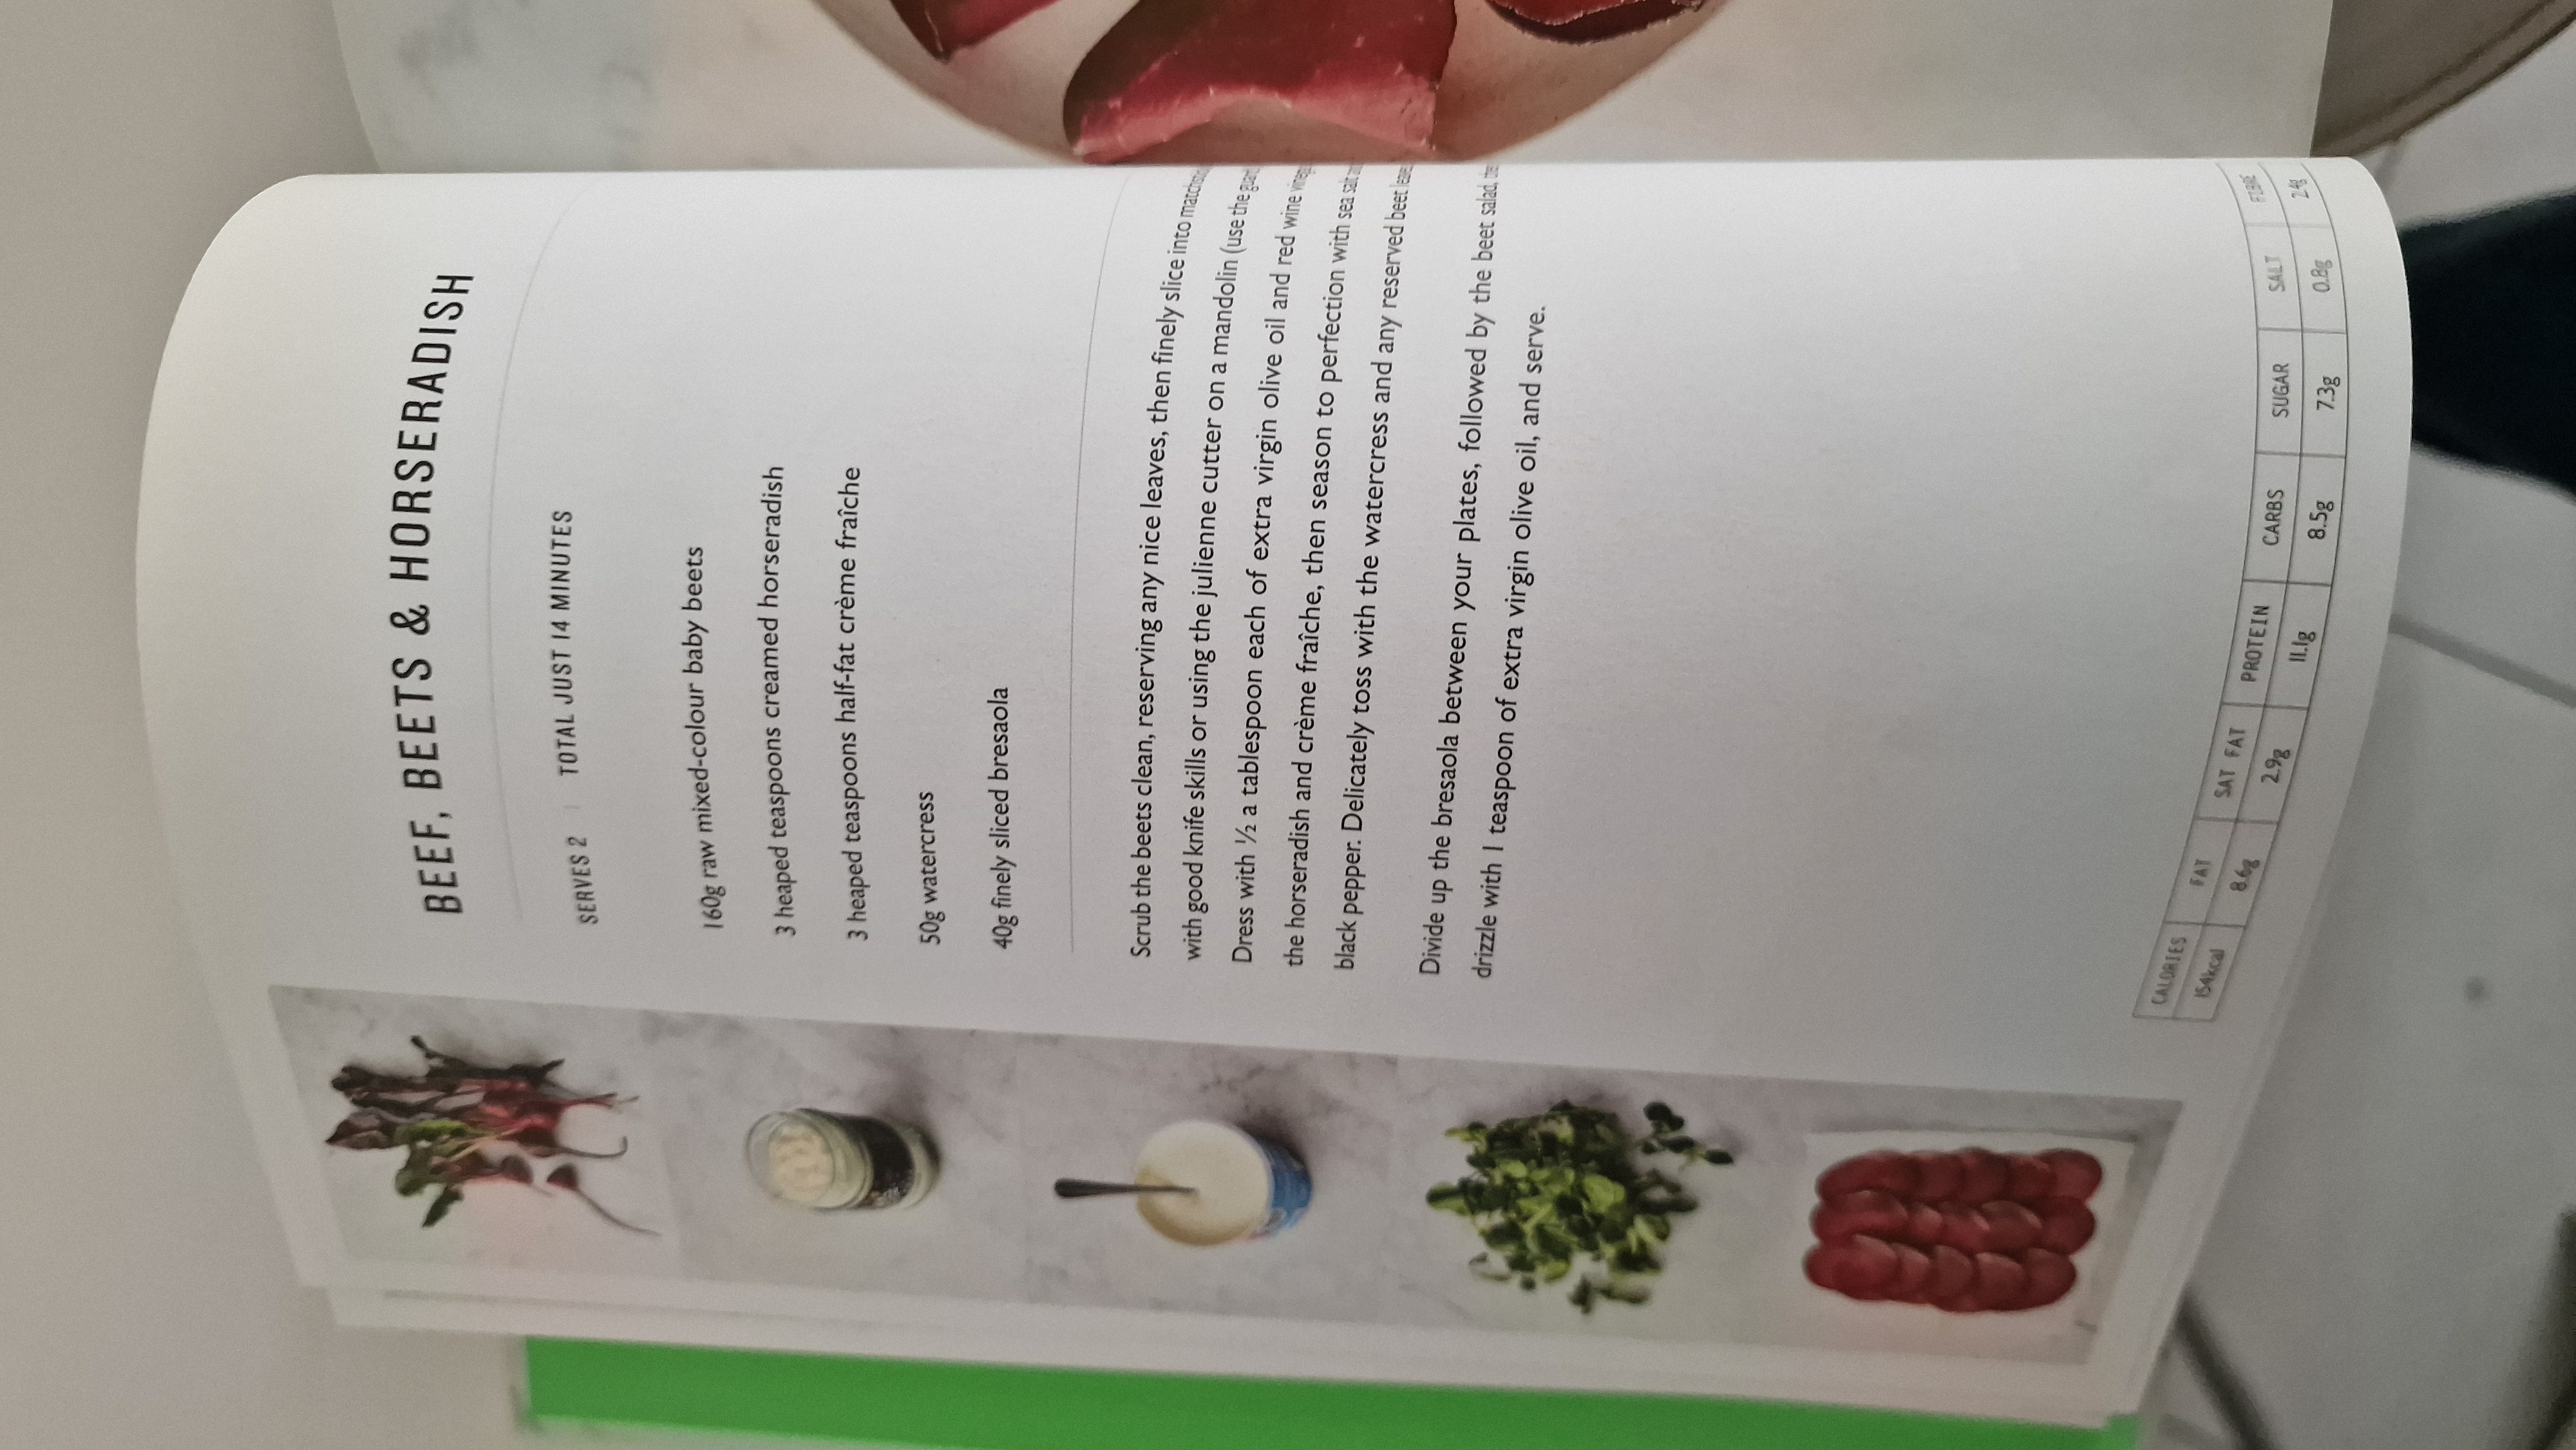 BEEF, BEETS & HORSERADISH
SERVES 2 | TOTAL JUST 14 MINUTES
160g raw mixed-colour baby beets
3 heaped teaspoons creamed horseradish
3 heaped teaspoons half-fat crème fraîche
50g watercress
40g finely sliced bresaola
Scrub the beets clean, reserving any nice leaves, then finely slice into
with good knife skills or using the julienne cutter on a mandolin (use the
Dress with ½ a tablespoon each of extra virgin olive oil and red wine
the horseradish and crème fraîche, then season to perfection with sea salt
black pepper. Delicately toss with the watercress and any reserved beet
Divide up the bresaola between your plates, followed by the beet salad,
drizzle with 1 teaspoon of extra virgin olive oil, and serve.
CALORIES FAT SAT FAT PROTEIN CARBS SUGAR SALT FIBRE
154kcal 8.6g 2.9g 11.1g 8.5g 7.3g 0.8g 2.4g